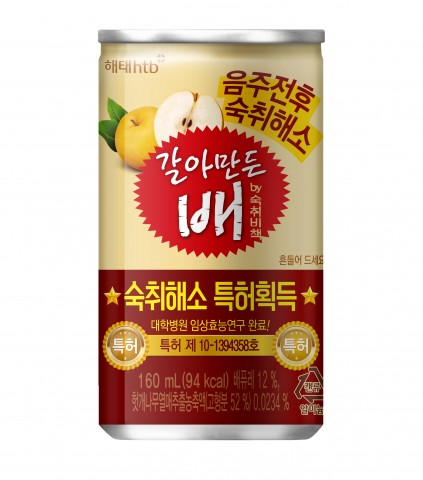 해태htb
음주전후
숙취해소
갈아만든
배
by숙취비책
흔들어 드세요
숙취해소 특허획득
대학병원 임상효능연구 완료!
특허
특허 제 10-1394358호
특허
160 mL(94 kcal) 배퓨레 12 %,
헛개나무열매추출농축액(고형분 52 %) 0.0234 %
캔류
알미늄